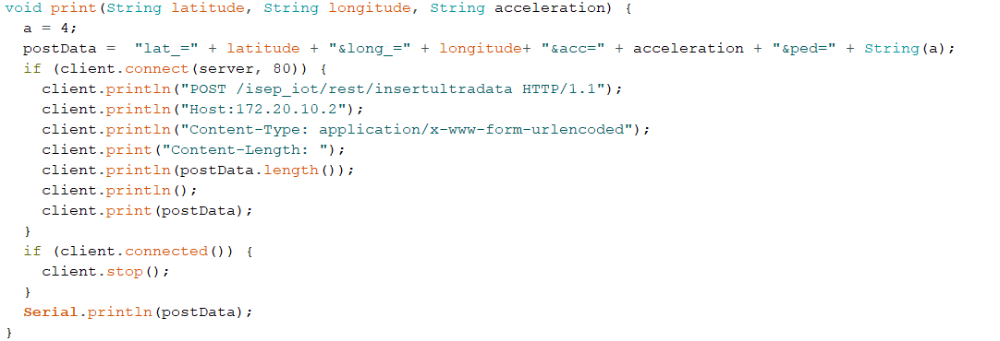 void print(String latitude, String longitude, String acceleration) {
  a = 4;
  postData =  "lat_=" + latitude + "&long_=" + longitude+ "&acc=" + acceleration + "&ped=" + String(a);
  if (client.connect(server, 80)) {
    client.println("POST /isep_iot/rest/insertultradata HTTP/1.1");
    client.println("Host:172.20.10.2");
    client.println("Content-Type: application/x-www-form-urlencoded");
    client.print("Content-Length: ");
    client.println(postData.length());
    client.println();
    client.print(postData);
  }
  if (client.connected()) {
    client.stop();
  }
  Serial.println(postData);
}